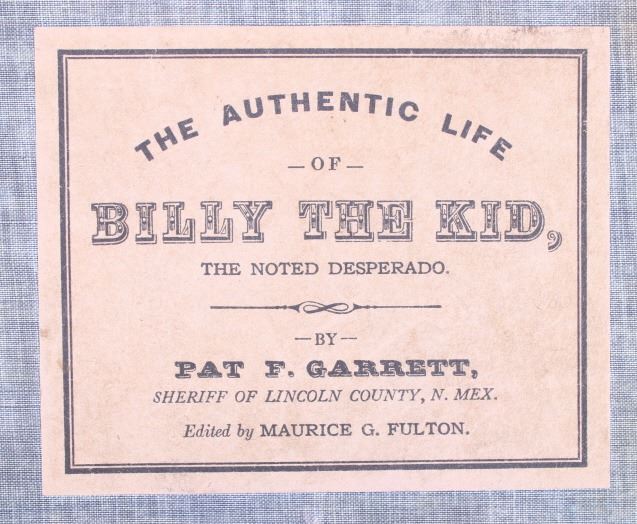 THE AUTHENTIC LIFE
— OF —
BILLY THE KID,
THE NOTED DESPERADO.
—BY—
PAT F. GARRETT,
SHERIFF OF LINCOLN COUNTY, N. MEX.
Edited by MAURICE G. FULTON.